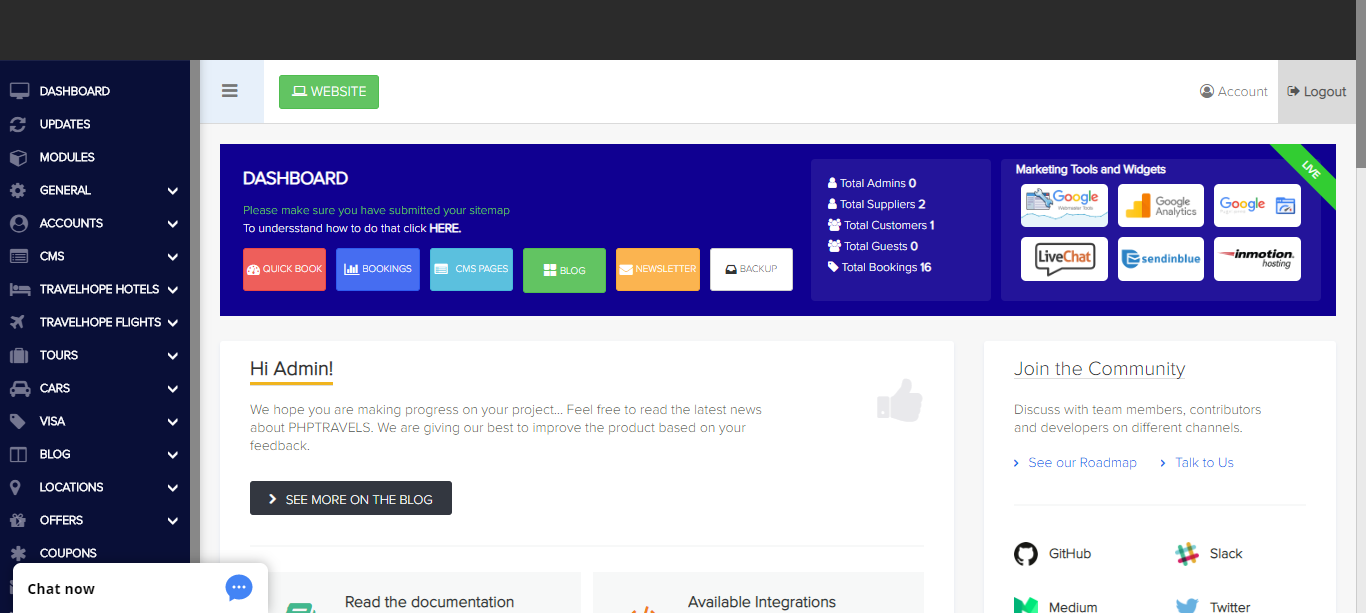 DASHBOARD
UPDATES
MODULES
GENERAL
ACCOUNTS
CMS
TRAVELHOPE HOTELS
TRAVELHOPE FLIGHTS
TOURS
CARS
VISA
BLOG
LOCATIONS
OFFERS
COUPONS
Chat now
WEBSITE
Account
Logout
DASHBOARD
Please make sure you have submitted your sitemap
To undersstand how to do that click HERE.
QUICK BOOK
BOOKINGS
CMS PAGES
BLOG
NEWSLETTER
BACKUP
Total Admins 0
Total Suppliers 2
Total Customers 1
Total Guests 0
Total Bookings 16
Marketing Tools and Widgets
LIVE
Google
Webmaster Tools
Google
Analytics
Google
LiveChat
sendinblue
inmotion
hosting
Hi Admin!
We hope you are making progress on your project... Feel free to read the latest news
about PHPTRAVELS. We are giving our best to improve the product based on your
feedback.
SEE MORE ON THE BLOG
Read the documentation
Available Integrations
Join the Community
Discuss with team members, contributors
and developers on different channels.
See our Roadmap
Talk to Us
GitHub
Slack
Medium
Twitter